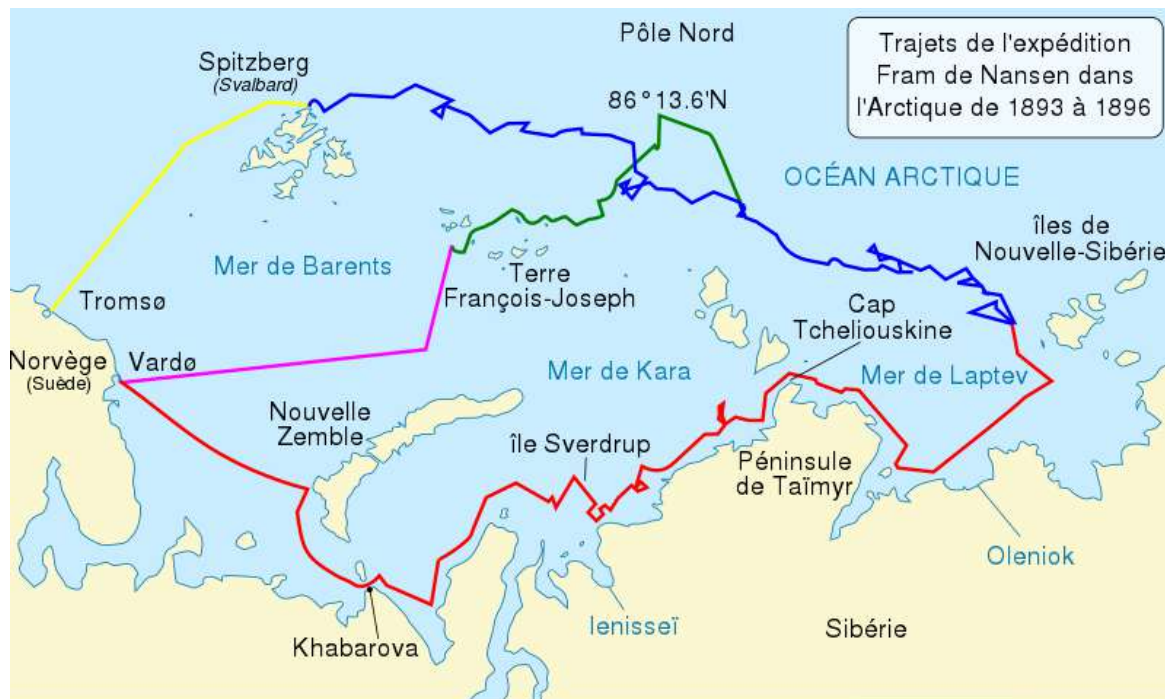 Pôle Nord
Trajets de l'expédition
Fram de Nansen dans
l'Arctique de 1893 à 1896
Spitzberg
(Svalbard)
86°13.6'N
OCÉAN ARCTIQUE
îles de
Nouvelle-Sibérie
Mer de Barents
Terre
François-Joseph
Tromsø
Cap
Tcheliouskine
Norvège
(Suède)
Vardø
Mer de Kara
Mer de Laptev
Nouvelle
Zemble
île Sverdrup
Péninsule
de Taïmyr
Oleniok
Khabarova
Ienisseï
Sibérie